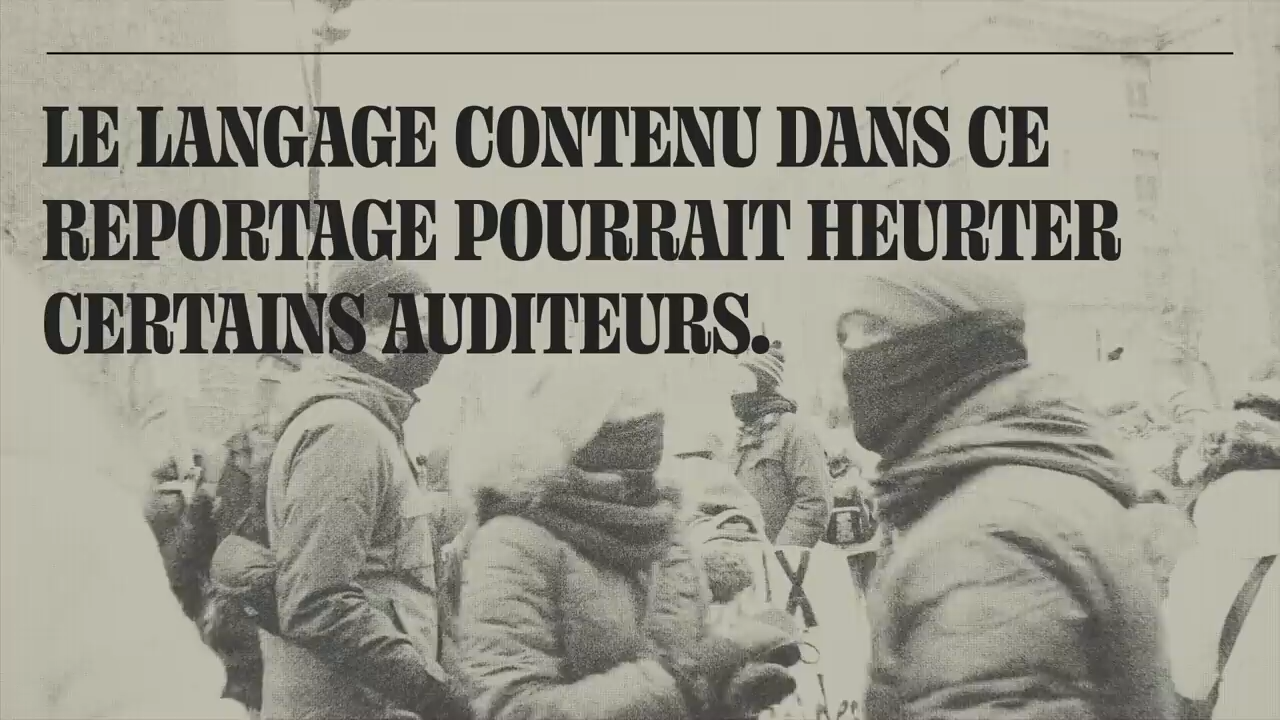 LE LANGAGE CONTENU DANS CE
REPORTAGE POURRAIT HEURTER
CERTAINS AUDITEURS.